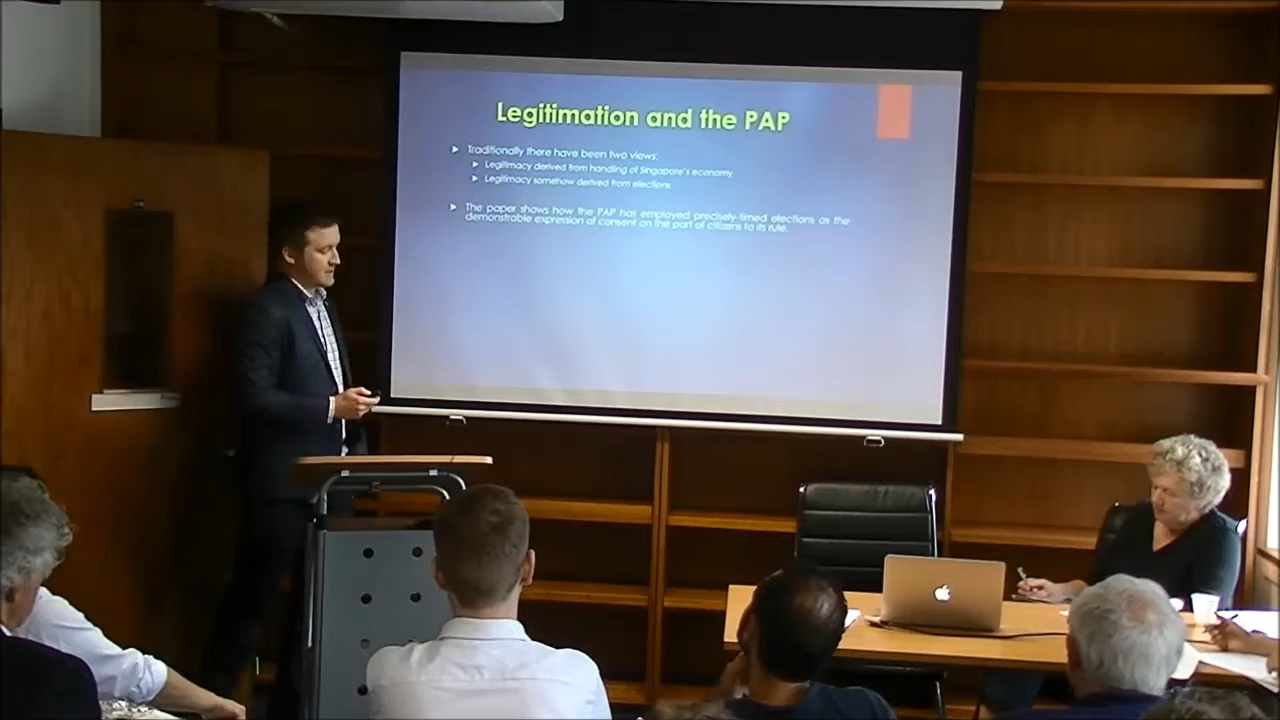 Legitimation and the PAP
Traditionally there have been two views:
Legitimacy derived from handling of Singapore's economy
Legitimacy somehow derived from elections
The paper shows how the PAP has employed precisely-timed elections as the
demonstrable expression of consent on the part of citizens to its rule.